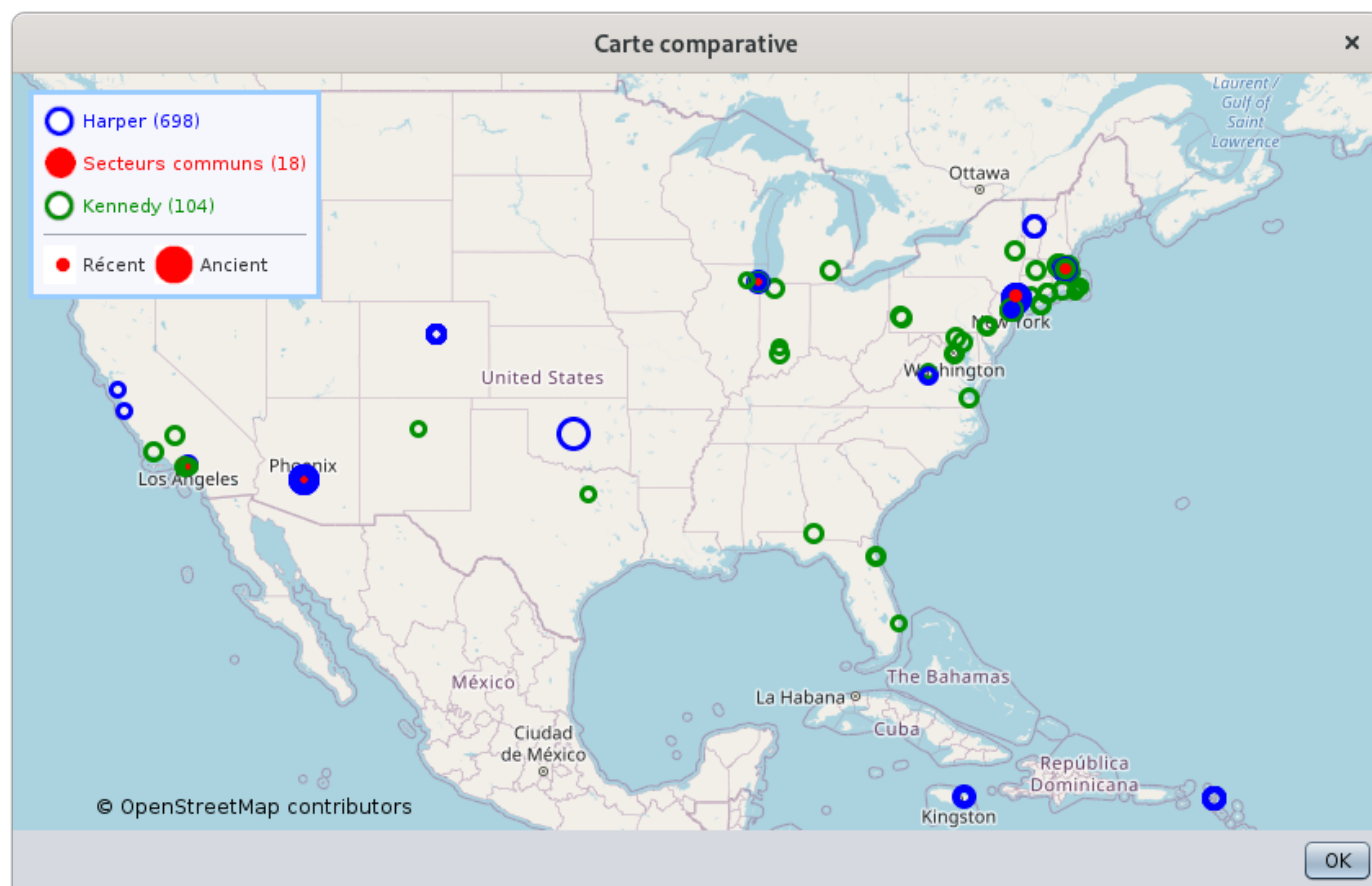 Carte comparative
×
Harper (698)
Secteurs communs (18)
Kennedy (104)
Récent
Ancient
Laurent /
Gulf of
Saint
Lawrence
Ottawa
New York
Washington
United States
Phoenix
Los Angeles
México
La Habana
The Bahamas
Cuba
Ciudad
de México
República
Dominicana
Kingston
© OpenStreetMap contributors
OK